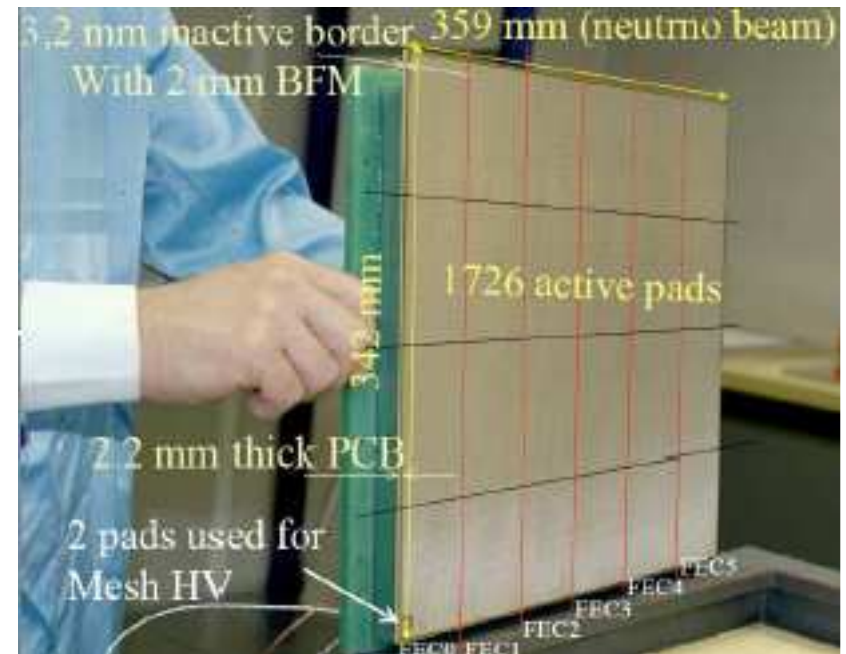 3,2 mm inactive border
With 2 mm BFM
359 mm (neutrno beam)
342 mm
1726 active pads
2.2 mm thick PCB
2 pads used for
Mesh HV
FEC0
FEC1
FEC2
FEC3
FEC4
FEC5